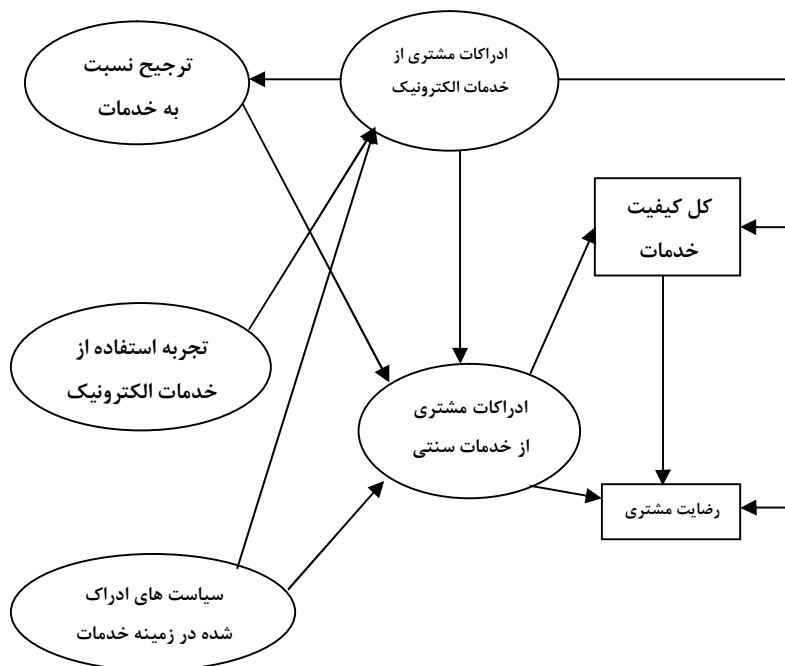 ترجیح نسبت
به خدمات
ادراکات مشتری از
خدمات الکترونیک
کل کیفیت
خدمات
تجربه استفاده از
خدمات الکترونیک
ادراکات مشتری
از خدمات سنتی
رضایت مشتری
سیاست های ادراک
شده در زمینه خدمات